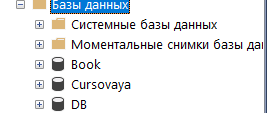 Базы данных
Системные базы данных
Моментальные снимки базы да
Book
Cursovaya
DB